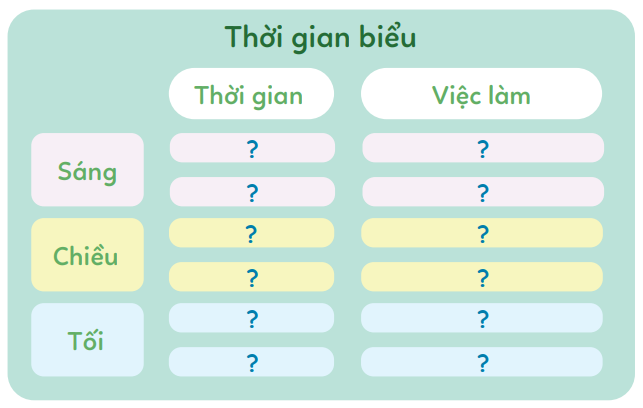 Thời gian biểu
Thời gian Việc làm
Sáng
? ?
? ?
Chiều
? ?
? ?
Tối
? ?
? ?